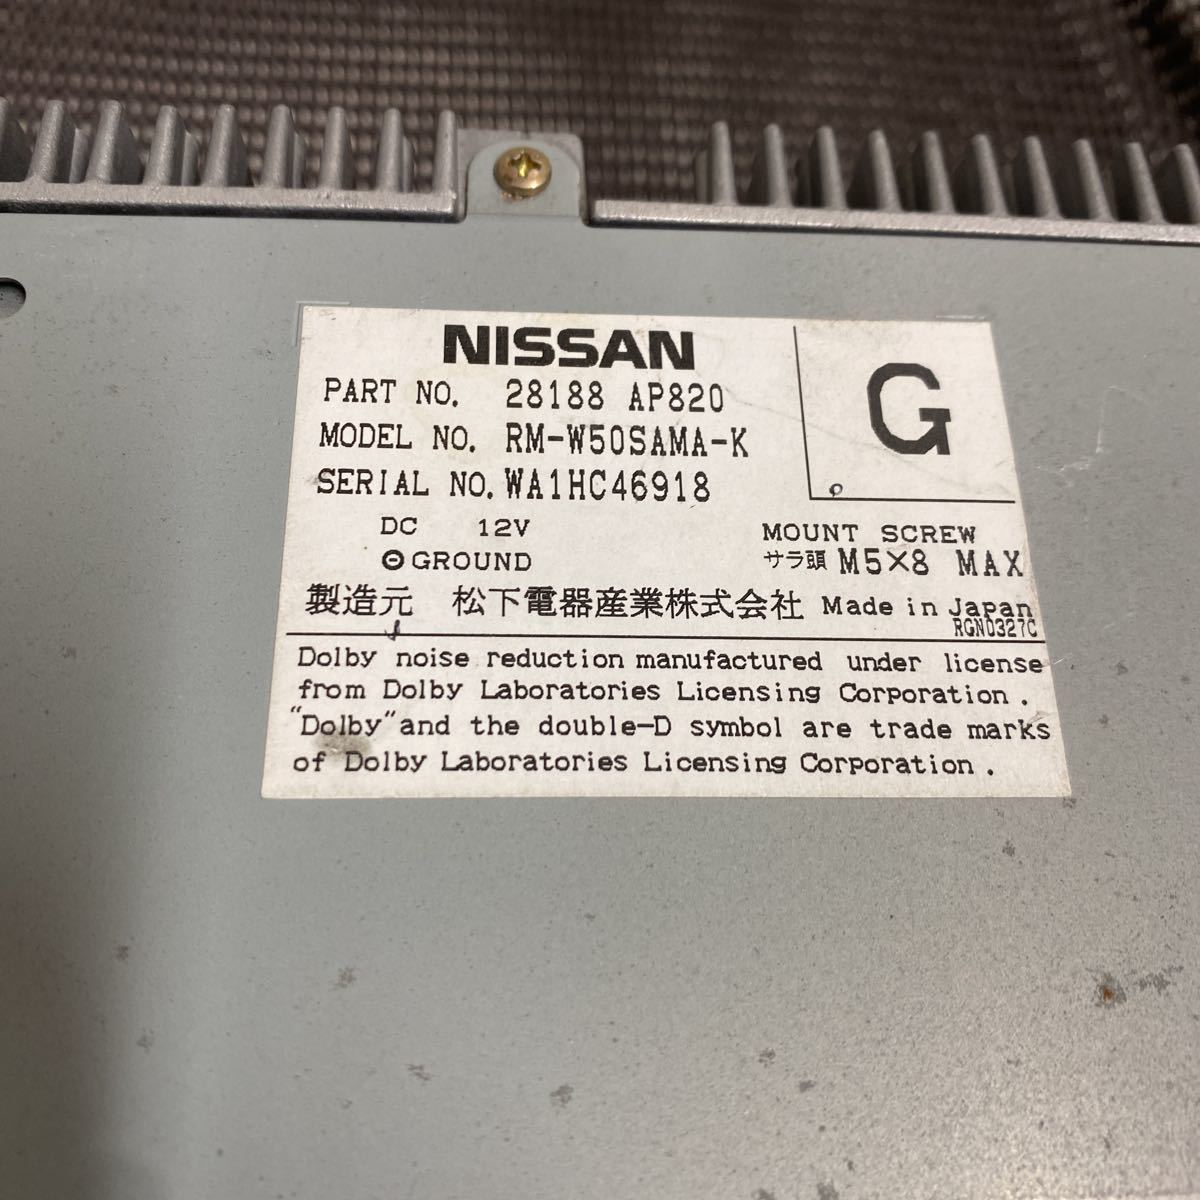 NISSAN
G
PART NO. 28188 AP820
MODEL NO. RM-W50SAMA-K
SERIAL NO. WA1HC46918
DC 12V
⊖ GROUND
MOUNT SCREW
サラ頭 M5×8 MAX
製造元 松下電器産業株式会社 Made in Japan
RGN0327C
Dolby noise reduction manufactured under license
from Dolby Laboratories Licensing Corporation.
"Dolby" and the double-D symbol are trade marks
of Dolby Laboratories Licensing Corporation.